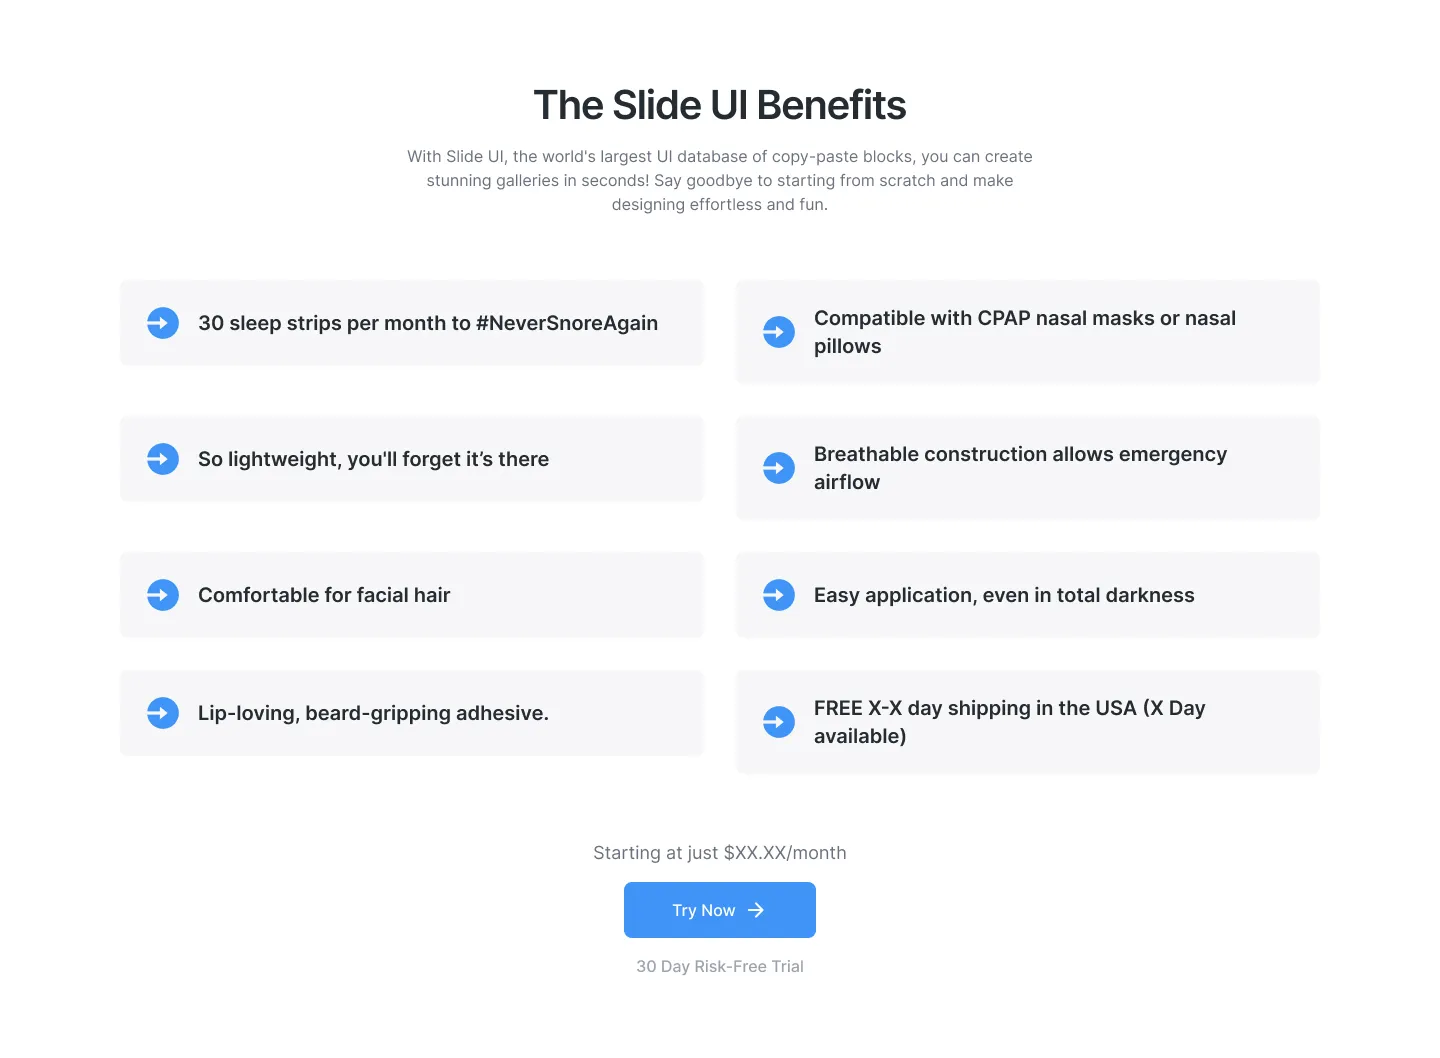 The Slide UI Benefits
With Slide UI, the world's largest UI database of copy-paste blocks, you can create
stunning galleries in seconds! Say goodbye to starting from scratch and make
designing effortless and fun.
30 sleep strips per month to #NeverSnoreAgain
Compatible with CPAP nasal masks or nasal
pillows
So lightweight, you'll forget it’s there
Breathable construction allows emergency
airflow
Comfortable for facial hair
Easy application, even in total darkness
Lip-loving, beard-gripping adhesive.
FREE X-X day shipping in the USA (X Day
available)
Starting at just $XX.XX/month
Try Now
30 Day Risk-Free Trial